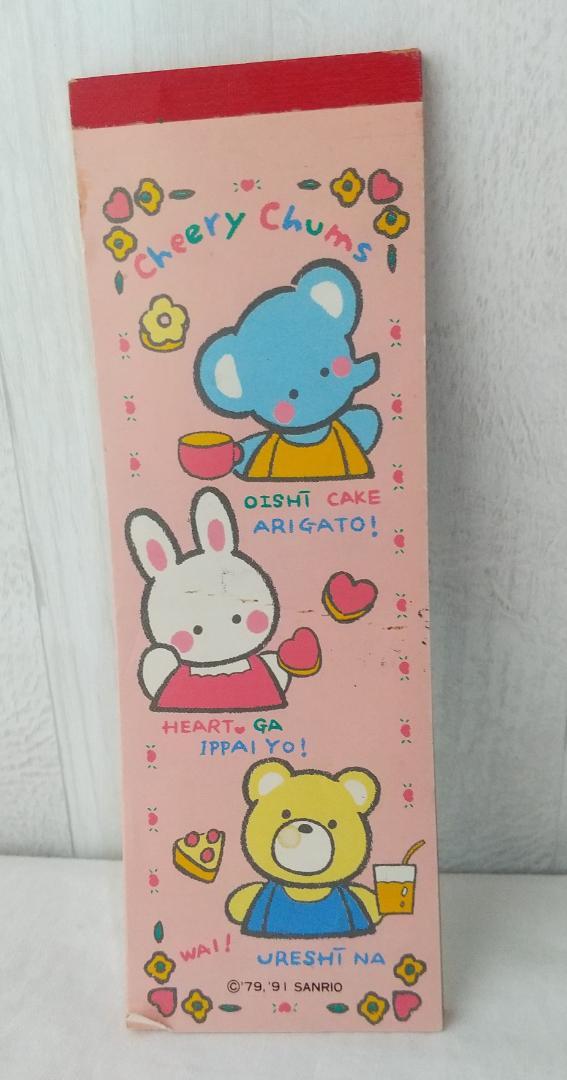 Cheery Chums
OISHĪ CAKE
ARIGATO!
HEART GA
IPPAI YO!
WAI!
URESHĪ NA
©'79, '91 SANRIO